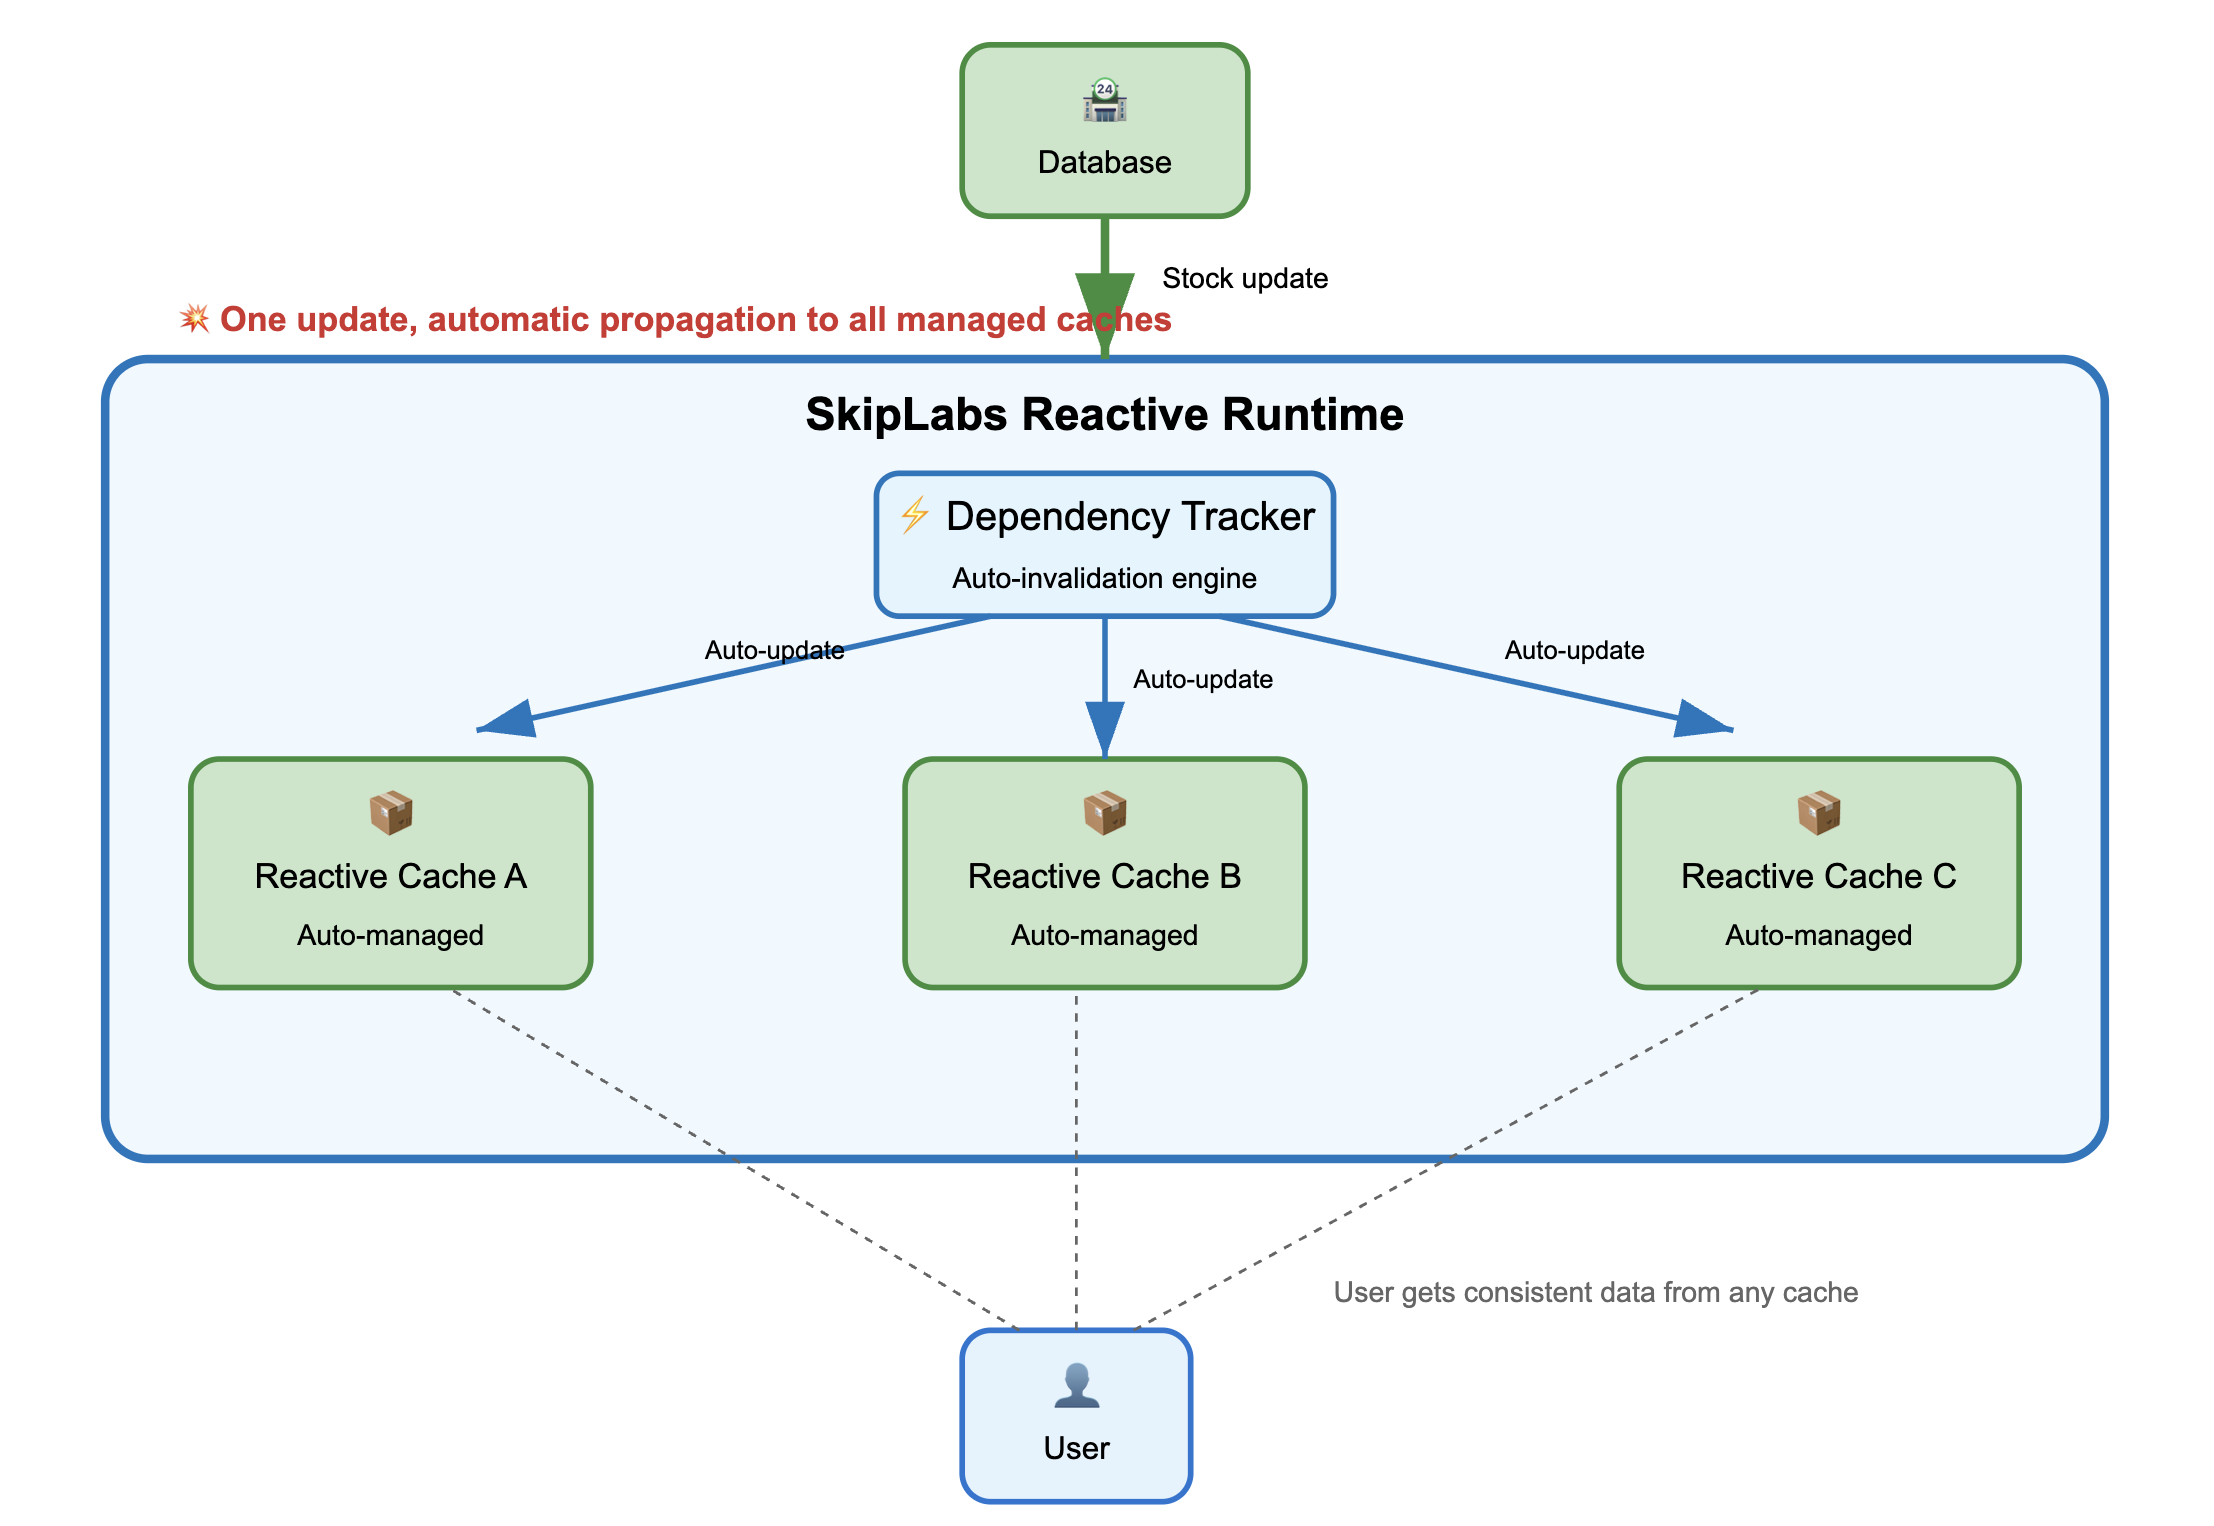 24
Database
Stock update
💥 One update, automatic propagation to all managed caches
SkipLabs Reactive Runtime
⚡ Dependency Tracker
Auto-invalidation engine
Auto-update
Auto-update
Auto-update
Reactive Cache A
Auto-managed
Reactive Cache B
Auto-managed
Reactive Cache C
Auto-managed
User gets consistent data from any cache
User